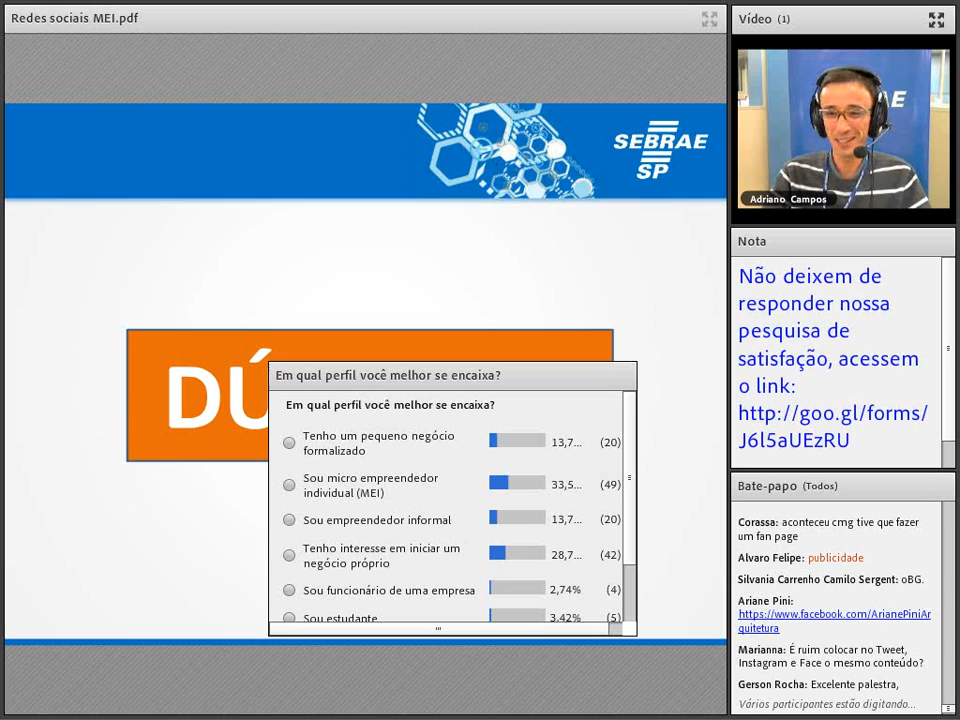 Redes sociais MEI.pdf
SEBRAE
SP
DÚ
Em qual perfil você melhor se encaixa?
Em qual perfil você melhor se encaixa?
Tenho um pequeno negócio
formalizado
13,7... (20)
Sou micro empreendedor
individual (MEI)
33,5... (49)
Sou empreendedor informal 13,7... (20)
Tenho interesse em iniciar um
negócio próprio
28,7... (42)
Sou funcionário de uma empresa 2,74% (4)
Sou estudante 3,42% (5)
Vídeo (1)
Adriano Campos
Nota
Não deixem de
responder nossa
pesquisa de
satisfação, acessem
o link:
http://goo.gl/forms/
J6l5aUEzRU
Bate-papo (Todos)
Corassa: aconteceu cmg tive que fazer
um fan page
Alvaro Felipe: publicidade
Silvania Carrenho Camilo Sergent: oBG.
Ariane Pini:
https://www.facebook.com/ArianePiniAr
quitetura
Marianna: É ruim colocar no Tweet,
Instagram e Face o mesmo conteúdo?
Gerson Rocha: Excelente palestra,
Vários participantes estão digitando...